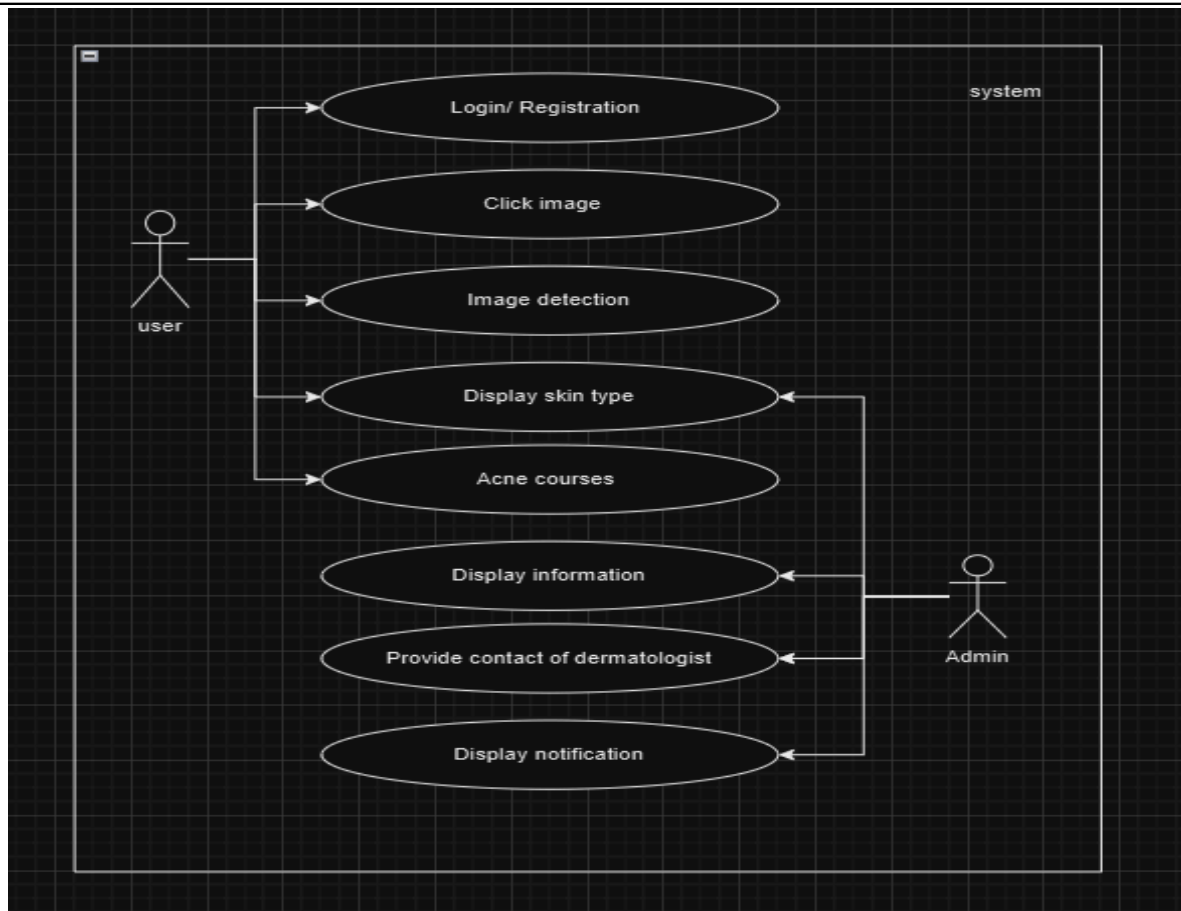 system
Login/ Registration
Click image
Image detection
user
Display skin type
Acne courses
Display information
Provide contact of dermatologist
Admin
Display notification